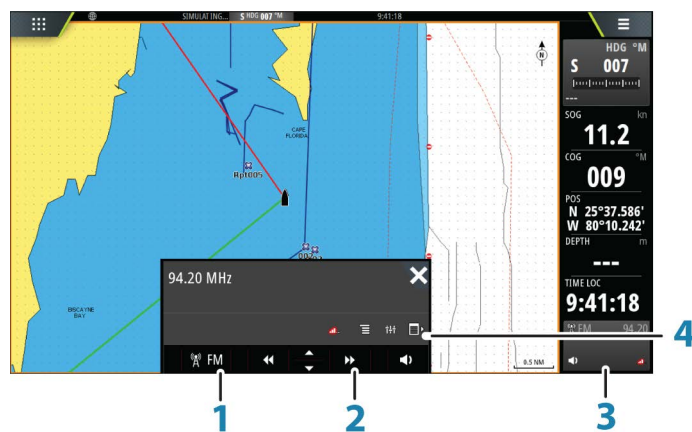 SIMULATING... S HDG 007 °M 9:41:18
HDG °M
S 007
---
SOG kn
11.2
COG °M
009
POS
N 25°37.586'
W 80°10.242'
DEPTH m
---
TIME LOC
9:41:18
FM 94.20
N
CAPE
FLORIDA
Rpt005
BISCAYNE
BAY
94.20 MHz
FM
0.5 NM
1
2
3
4